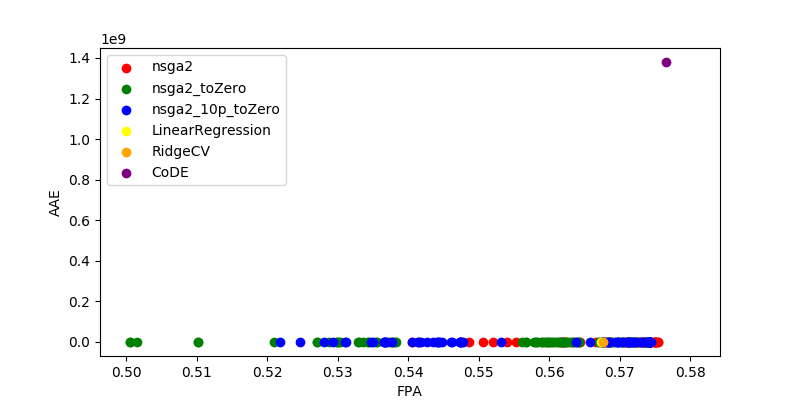 1e9
1.4
1.2
1.0
0.8
0.6
0.4
0.2
0.0
AAE
nsga2
nsga2_toZero
nsga2_10p_toZero
LinearRegression
RidgeCV
CoDE
0.50 0.51 0.52 0.53 0.54 0.55 0.56 0.57 0.58
FPA